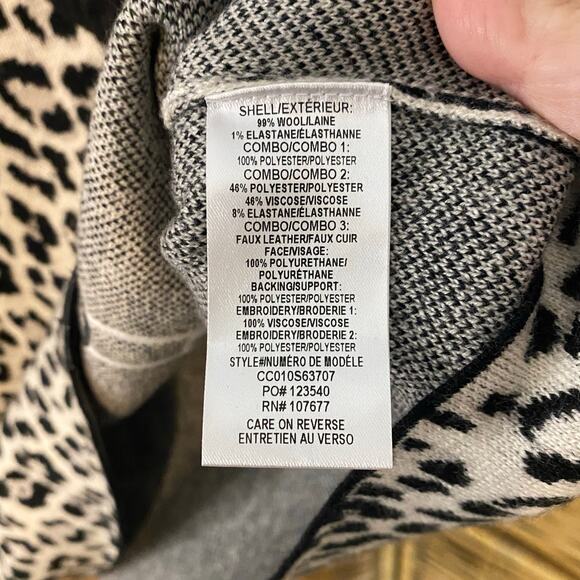 SHELL/EXTÉRIEUR:
99% WOOL/LAINE
1% ELASTANE/ÉLASTHANNE
COMBO/COMBO 1:
100% POLYESTER/POLYESTER
COMBO/COMBO 2:
46% POLYESTER/POLYESTER
46% VISCOSE/VISCOSE
8% ELASTANE/ÉLASTHANNE
COMBO/COMBO 3:
FAUX LEATHER/FAUX CUIR
FACE/VISAGE:
100% POLYURETHANE/
POLYURÉTHANE
BACKING/SUPPORT:
100% POLYESTER/POLYESTER
EMBROIDERY/BRODERIE 1:
100% VISCOSE/VISCOSE
EMBROIDERY/BRODERIE 2:
100% POLYESTER/POLYESTER
STYLE#/NUMÉRO DE MODÈLE
CC010S63707
PO# 123540
RN# 107677
CARE ON REVERSE
ENTRETIEN AU VERSO